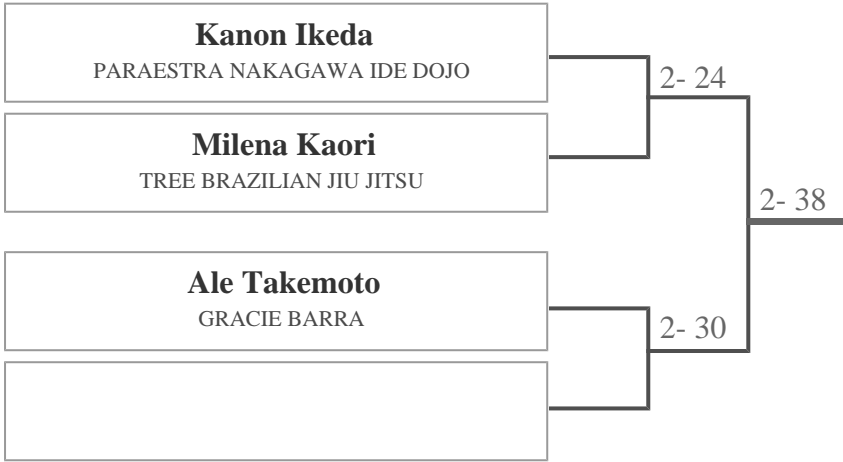 Kanon Ikeda
PARAESTRA NAKAGAWA IDE DOJO
2- 24
Milena Kaori
TREE BRAZILIAN JIU JITSU
2- 38
Ale Takemoto
GRACIE BARRA
2- 30